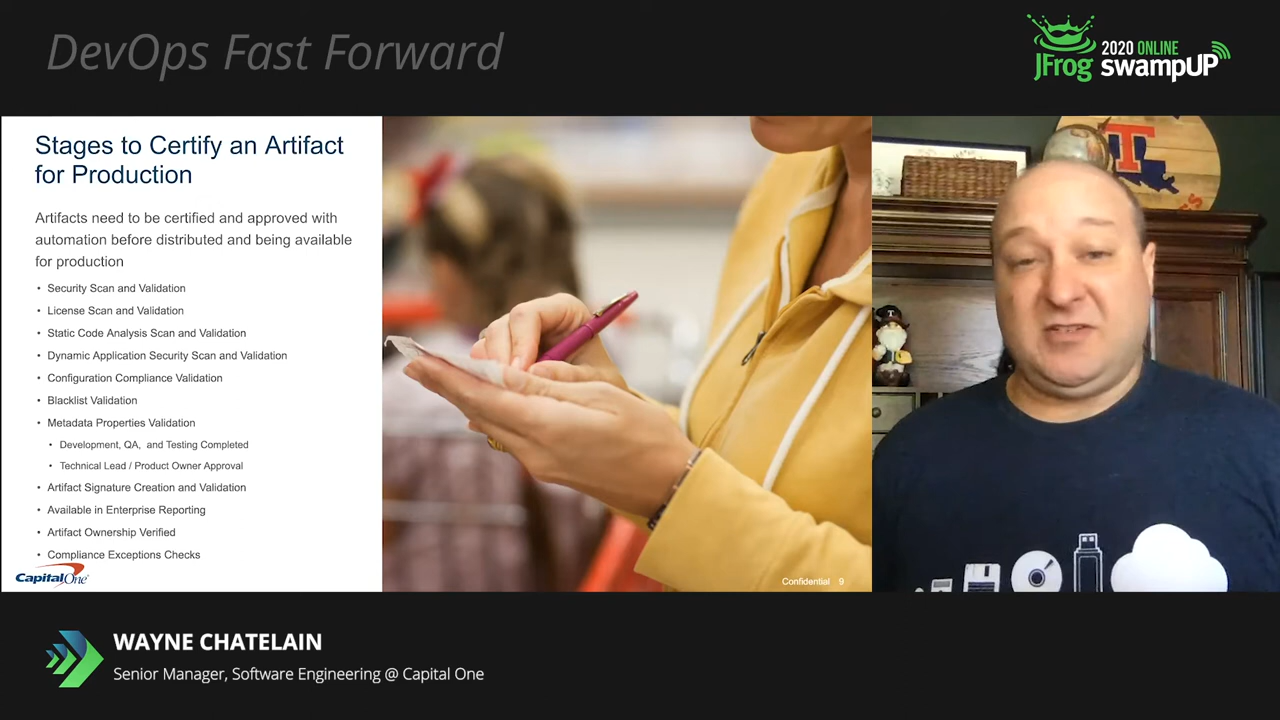 DevOps Fast Forward
JFrog
2020 ONLINE
swampUP
Stages to Certify an Artifact
for Production
Artifacts need to be certified and approved with
automation before distributed and being available
for production
• Security Scan and Validation
• License Scan and Validation
• Static Code Analysis Scan and Validation
• Dynamic Application Security Scan and Validation
• Configuration Compliance Validation
• Blacklist Validation
• Metadata Properties Validation
• Development, QA, and Testing Completed
• Technical Lead / Product Owner Approval
• Artifact Signature Creation and Validation
• Available in Enterprise Reporting
• Artifact Ownership Verified
• Compliance Exceptions Checks
CapitalOne
Confidential 9
T
T
WAYNE CHATELAIN
Senior Manager, Software Engineering @ Capital One